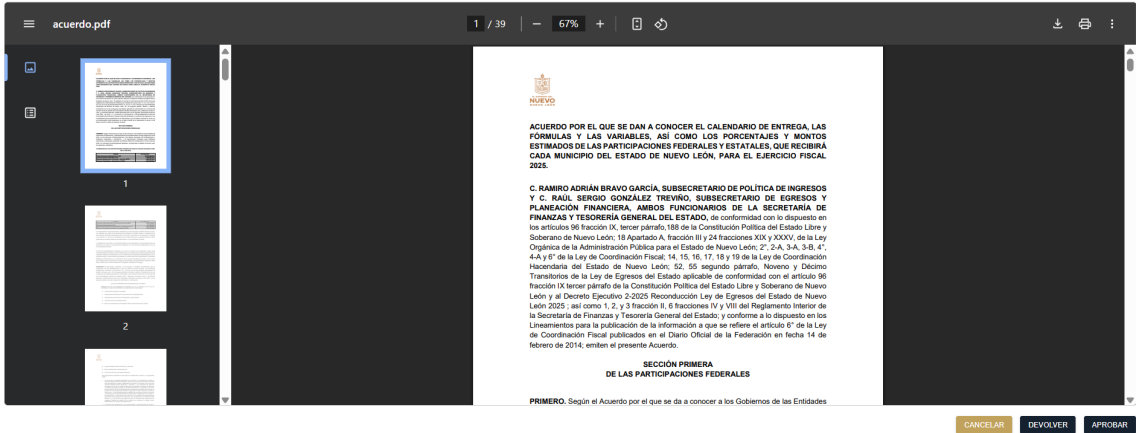 acuerdo.pdf
1 / 39
67%
1
2
NUEVO
ACUERDO POR EL QUE SE DAN A CONOCER EL CALENDARIO DE ENTREGA, LAS
FÓRMULAS Y LAS VARIABLES, ASÍ COMO LOS PORCENTAJES Y MONTOS
ESTIMADOS DE LAS PARTICIPACIONES FEDERALES Y ESTATALES, QUE RECIBIRÁ
CADA MUNICIPIO DEL ESTADO DE NUEVO LEÓN, PARA EL EJERCICIO FISCAL
2025.
C. RAMIRO ADRIÁN BRAVO GARCÍA, SUBSECRETARIO DE POLÍTICA DE INGRESOS
Y C. RAÚL SERGIO GONZÁLEZ TREVIÑO, SUBSECRETARIO DE EGRESOS Y
PLANEACIÓN FINANCIERA, AMBOS FUNCIONARIOS DE LA SECRETARÍA DE
FINANZAS Y TESORERÍA GENERAL DEL ESTADO, de conformidad con lo dispuesto en
los artículos 96 fracción IX, tercer párrafo,188 de la Constitución Política del Estado Libre y
Soberano de Nuevo León; 18 Apartado A, fracción III y 24 fracciones XIX y XXXV, de la Ley
Orgánica de la Administración Pública para el Estado de Nuevo León; 2°, 2-A, 3-A, 3-B, 4°,
4-A y 6° de la Ley de Coordinación Fiscal; 14, 15, 16, 17, 18 y 19 de la Ley de Coordinación
Hacendaria del Estado de Nuevo León; 52, 55 segundo párrafo, Noveno y Décimo
Transitorios de la Ley de Egresos del Estado aplicable de conformidad con el artículo 96
fracción IX tercer párrafo de la Constitución Política del Estado Libre y Soberano de Nuevo
León y al Decreto Ejecutivo 2-2025 Reconducción Ley de Egresos del Estado de Nuevo
León 2025 ; así como 1, 2, y 3 fracción II, 6 fracciones IV y VIII del Reglamento Interior de
la Secretaría de Finanzas y Tesorería General del Estado; y conforme a lo dispuesto en los
Lineamientos para la publicación de la información a que se refiere el artículo 6° de la Ley
de Coordinación Fiscal publicados en el Diario Oficial de la Federación en fecha 14 de
febrero de 2014; emiten el presente Acuerdo.
SECCIÓN PRIMERA
DE LAS PARTICIPACIONES FEDERALES
PRIMERO. Según el Acuerdo por el que se da a conocer a los Gobiernos de las Entidades
CANCELAR DEVOLVER APROBAR